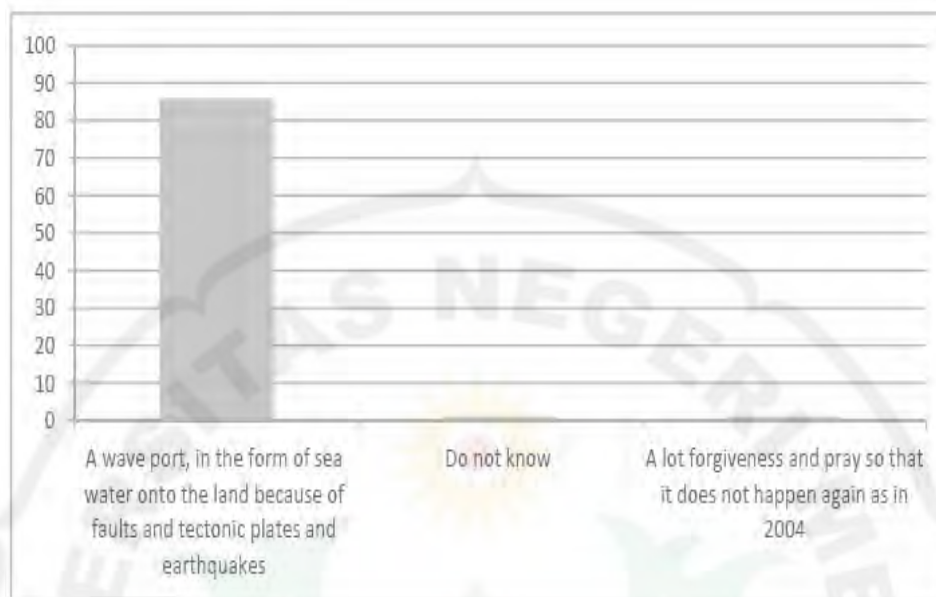 100
90
80
70
60
50
40
30
20
10
0
A wave port, in the form of sea
water onto the land because of
faults and tectonic plates and
earthquakes
Do not know
A lot forgiveness and pray so that
it does not happen again as in
2004
NEGERI